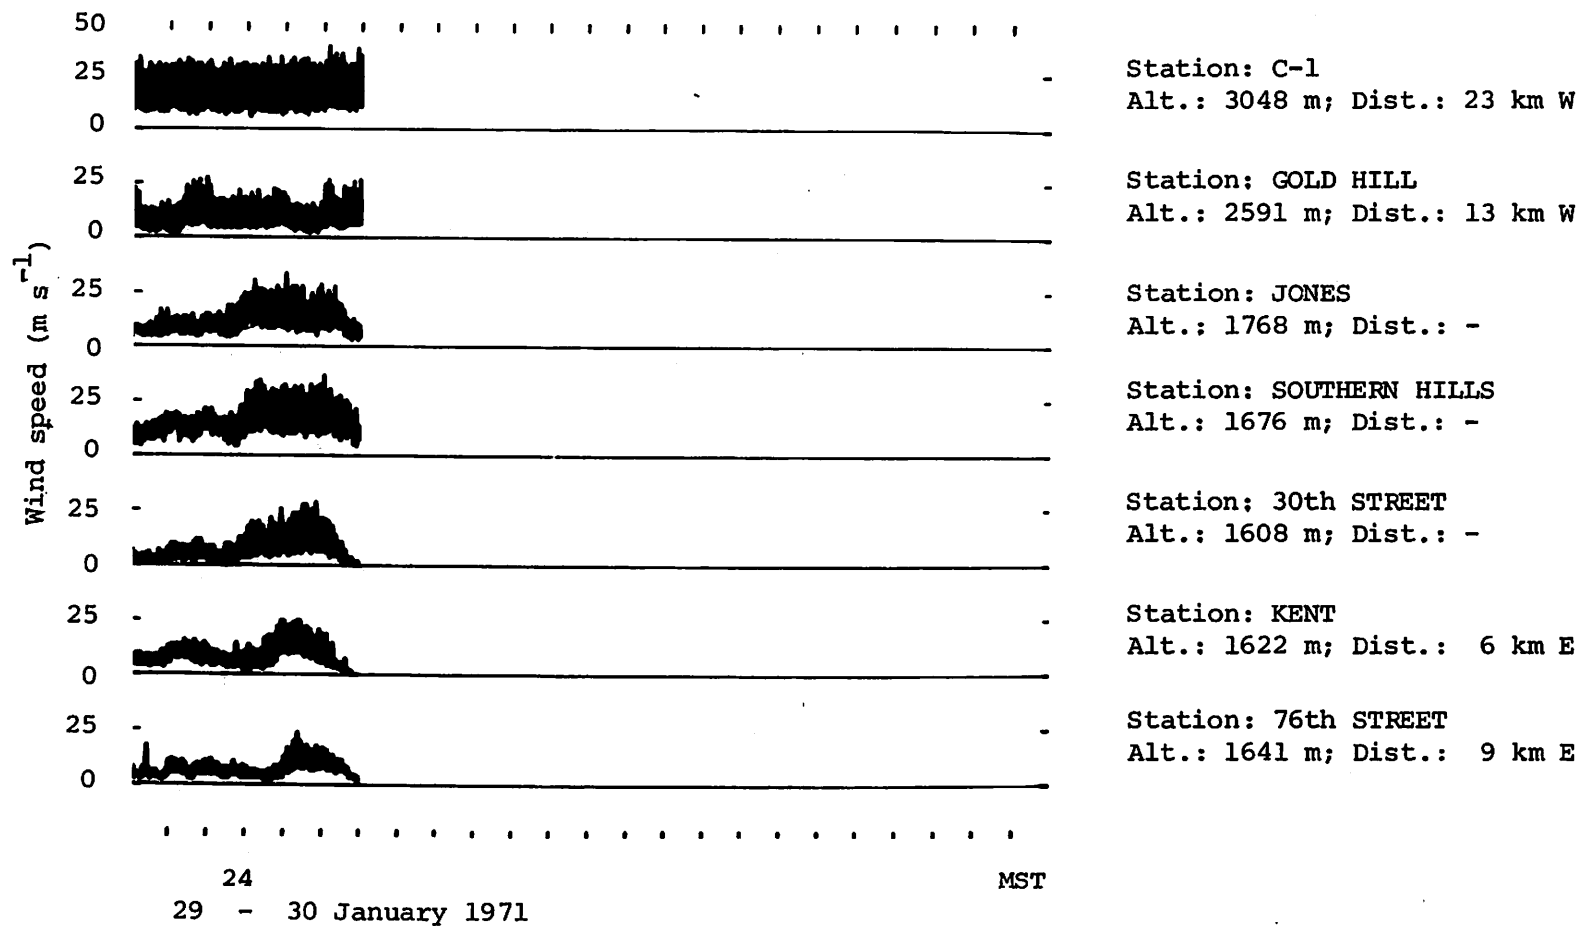 50
25
0
Station: C-1
Alt.: 3048 m; Dist.: 23 km W
25
0
Station: GOLD HILL
Alt.: 2591 m; Dist.: 13 km W
Wind speed (m s-1)
25
0
Station: JONES
Alt.: 1768 m; Dist.: -
25
0
Station: SOUTHERN HILLS
Alt.: 1676 m; Dist.: -
25
0
Station: 30th STREET
Alt.: 1608 m; Dist.: -
25
0
Station: KENT
Alt.: 1622 m; Dist.: 6 km E
25
0
Station: 76th STREET
Alt.: 1641 m; Dist.: 9 km E
24 MST
29 - 30 January 1971